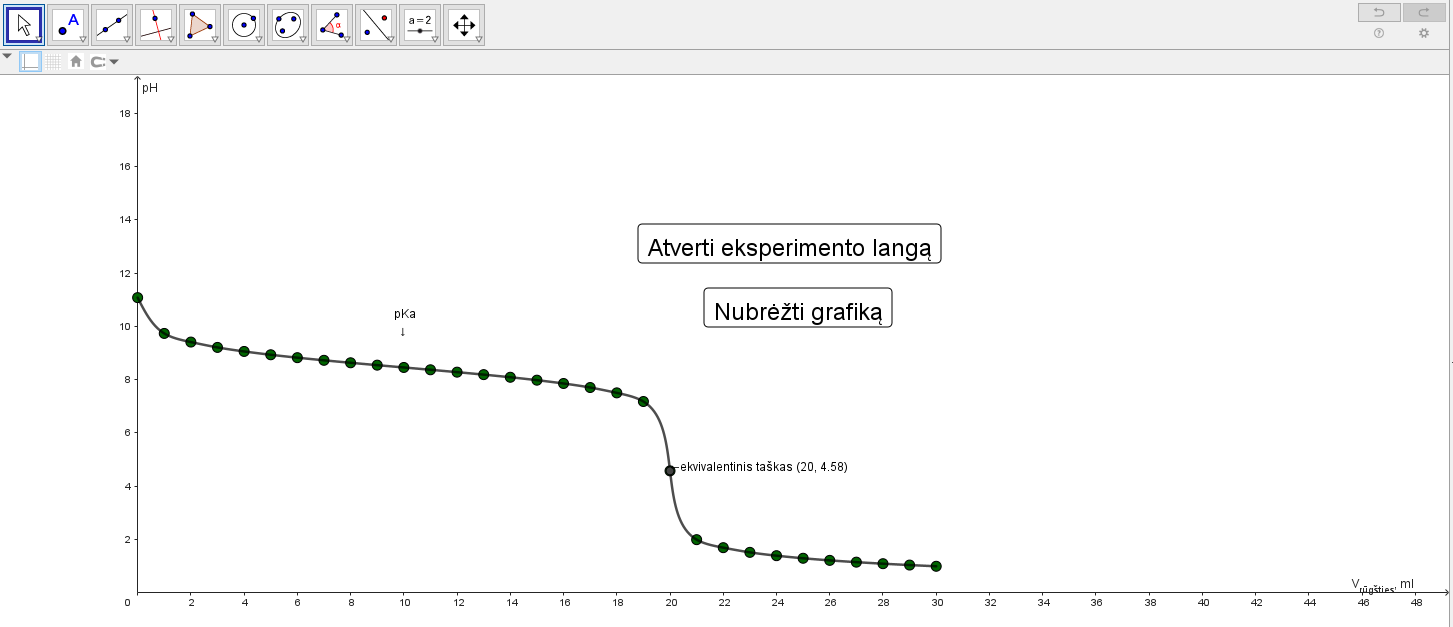 A
α
a=2
pH
18
16
14
12
10
8
6
4
2
0
Atverti eksperimento langą
Nubrėžti grafiką
pKa
↓
ekvivalentinis taškas (20, 4.58)
V rūgšties, ml
2 4 6 8 10 12 14 16 18 20 22 24 26 28 30 32 34 36 38 40 42 44 46 48